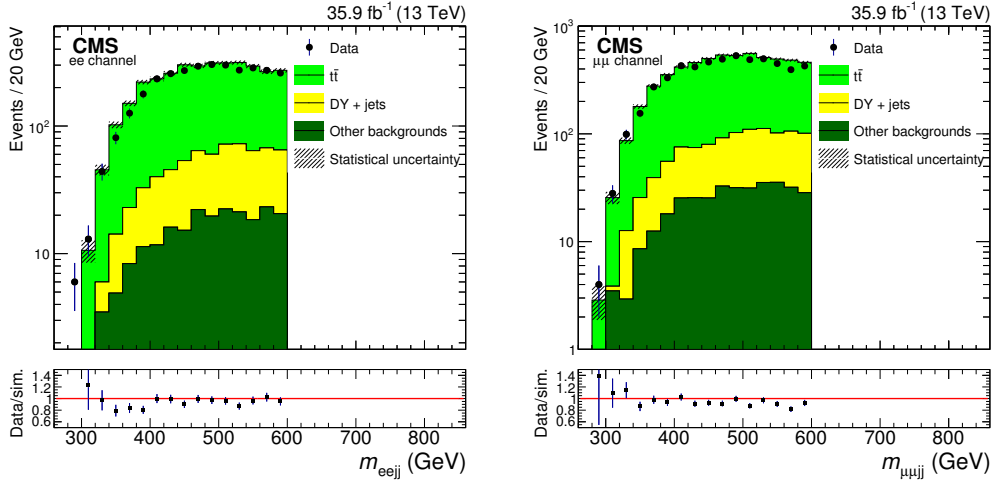 35.9 fb⁻¹ (13 TeV)
CMS
ee channel
Events / 20 GeV
10²
10
Data
tt̄
DY + jets
Other backgrounds
Statistical uncertainty
Data/sim.
1.4
1.2
1
0.8
0.6
300 400 500 600 700 800
m_eejj (GeV)
35.9 fb⁻¹ (13 TeV)
CMS
μμ channel
Events / 20 GeV
10³
10²
10
1
Data
tt̄
DY + jets
Other backgrounds
Statistical uncertainty
Data/sim.
1.4
1.2
1
0.8
0.6
300 400 500 600 700 800
m_μμjj (GeV)